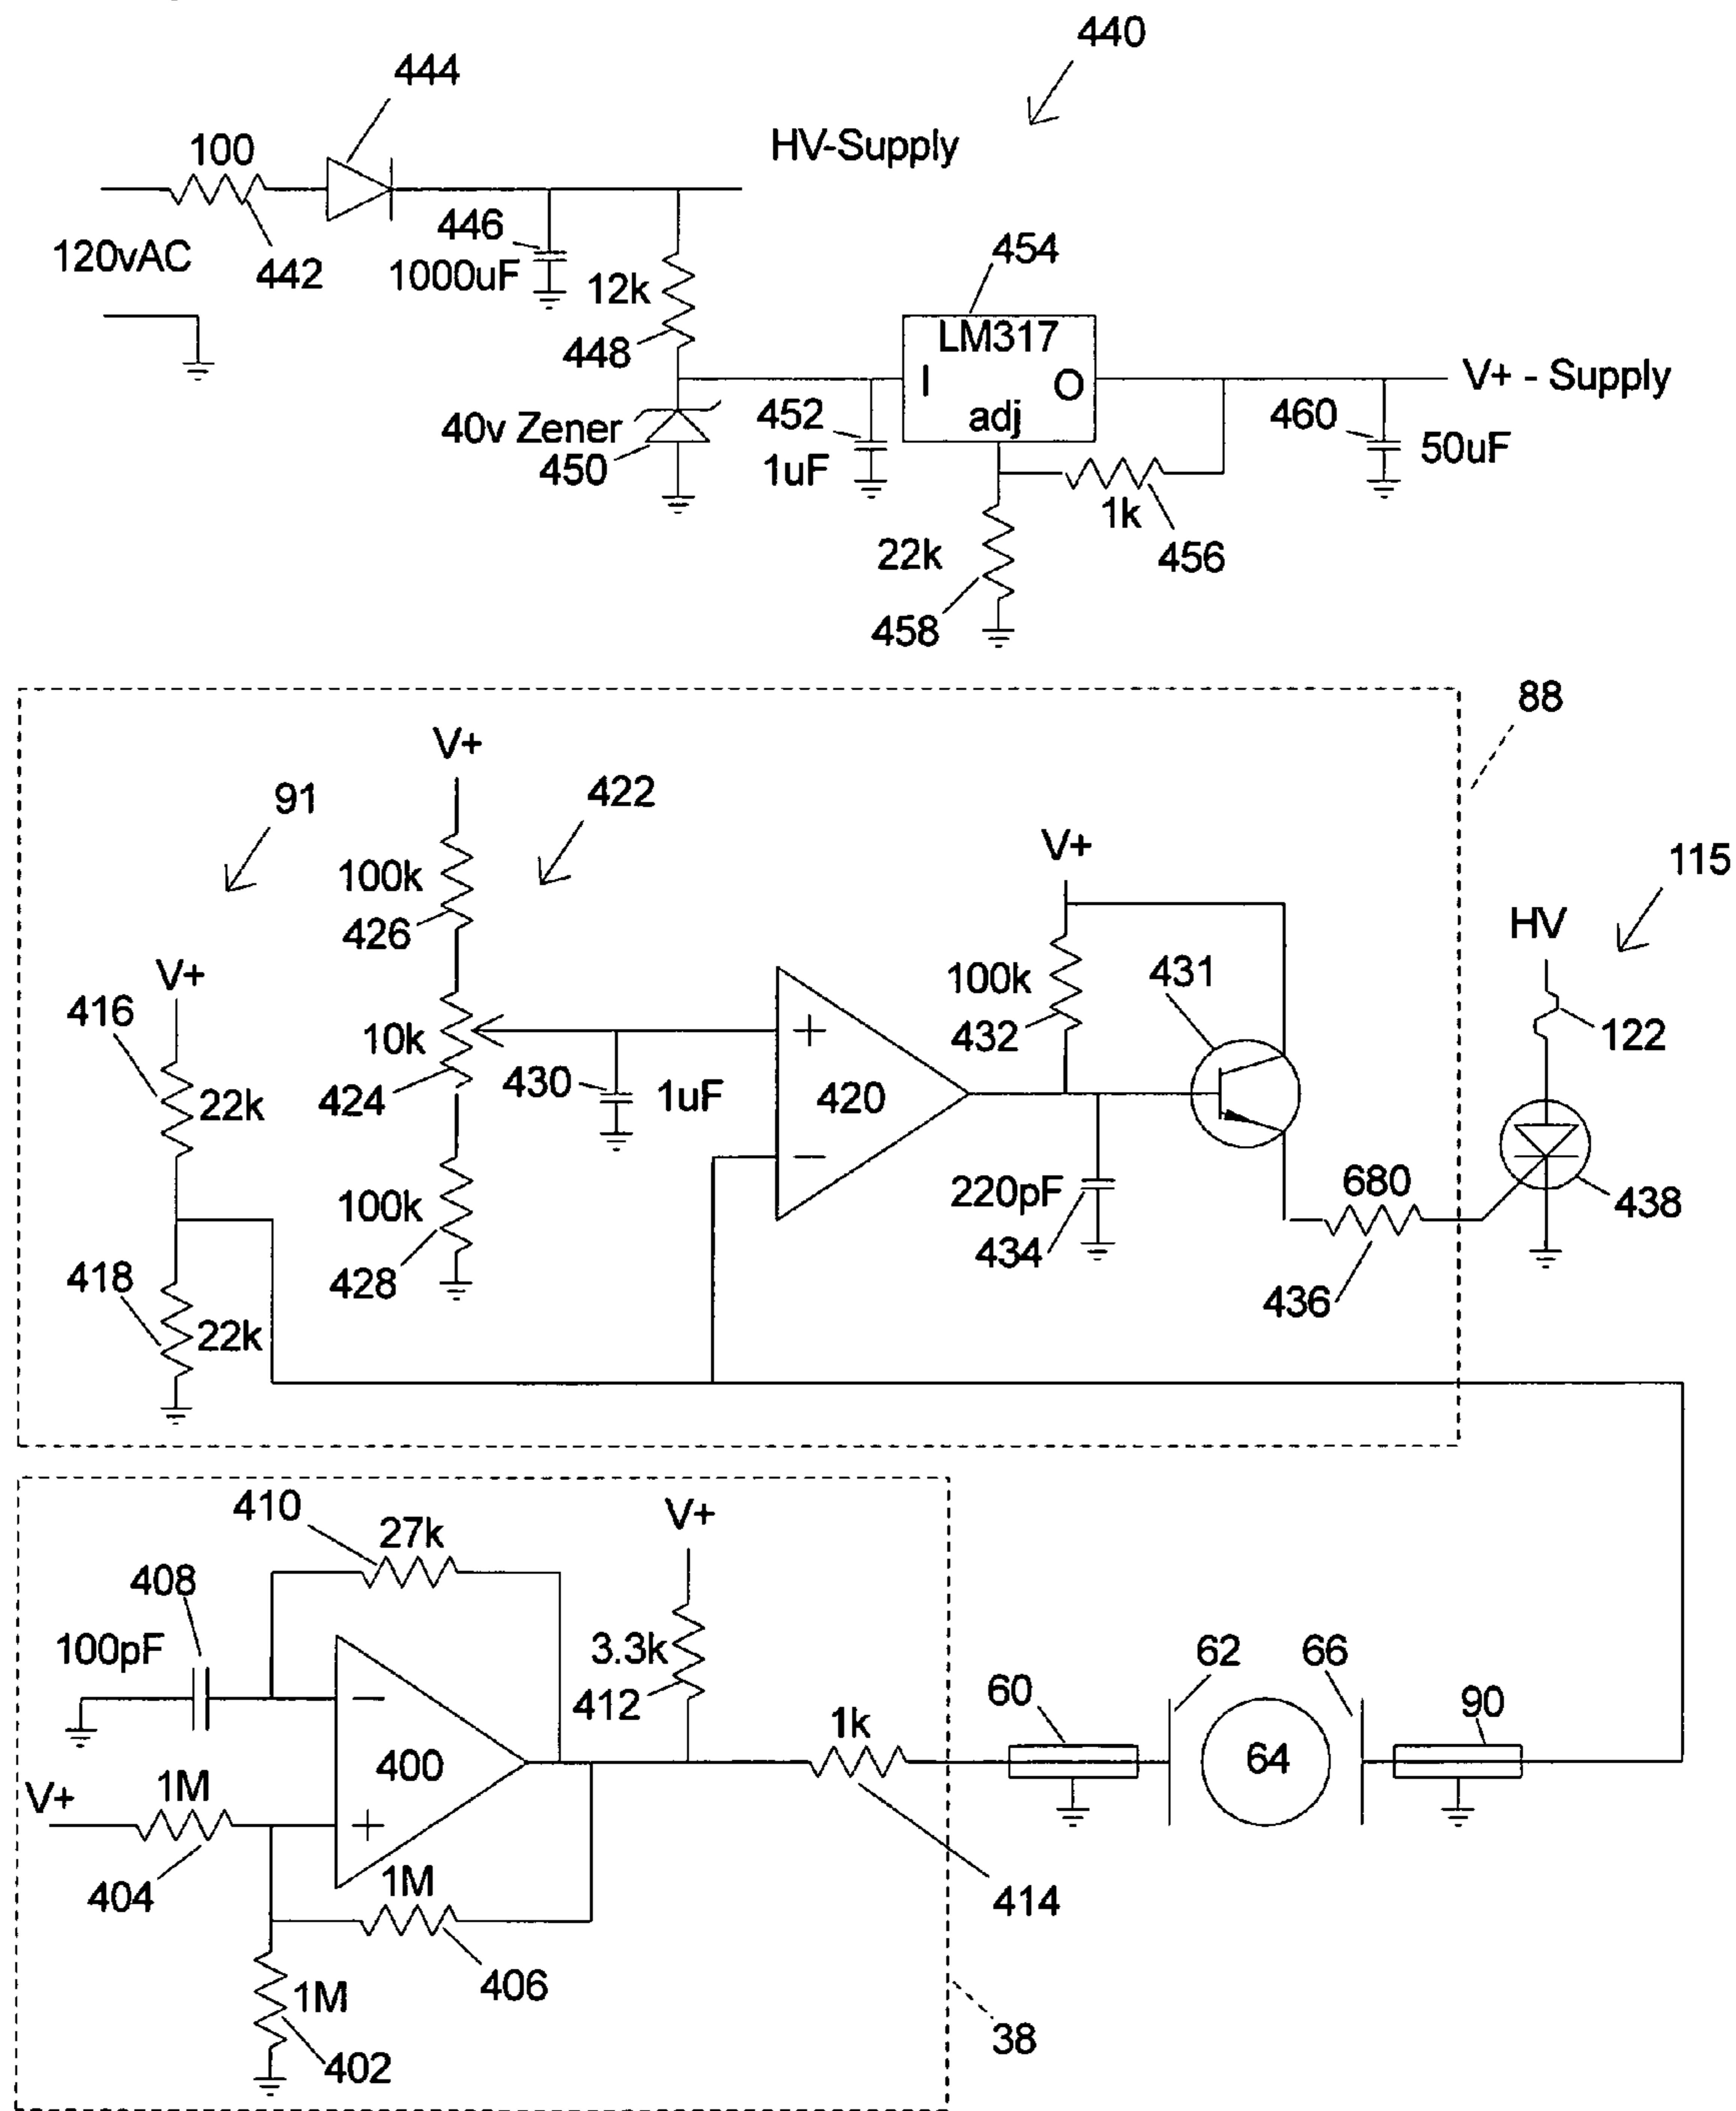 440
444
HV-Supply
100
446
120vAC
442
1000uF
12k
454
448
LM317
I
O
V+ - Supply
adj
452
40v Zener
460
450
1uF
50uF
1k
22k
456
458
88
V+
91
422
V+
115
100k
426
HV
V+
431
416
100k
432
122
10k
+
424
430
1uF
420
22k
220pF
680
−
100k
434
438
418
428
436
22k
410
27k
V+
408
100pF
3.3k
62
66
412
60
90
−
1k
400
64
1M
V+
+
1M
404
414
406
1M
38
402